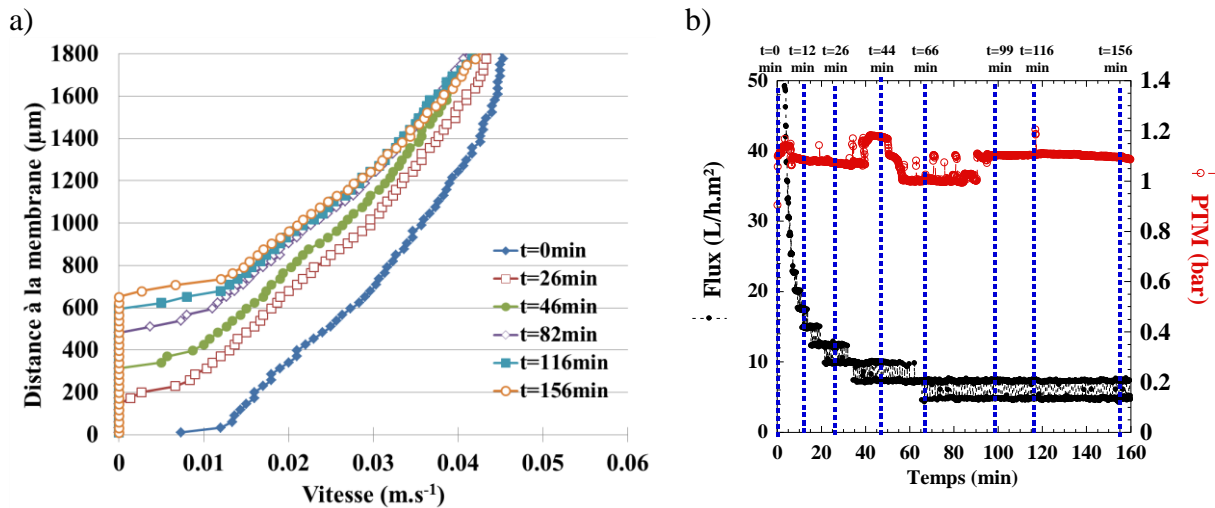 a)
1800
1600
1400
1200
1000
800
600
400
200
0
Distance à la membrane (µm)
0 0.01 0.02 0.03 0.04 0.05 0.06
Vitesse (m.s-1)
t=0min
t=26min
t=46min
t=82min
t=116min
t=156min
b)
t=0 t=12 t=26 t=44 t=66 t=99 t=116 t=156
min min min min min min min min
50
40
30
20
10
0
Flux (L/h.m²)
1.4
1.2
1
0.8
0.6
0.4
0.2
0
PTM (bar)
0 20 40 60 80 100 120 140 160
Temps (min)